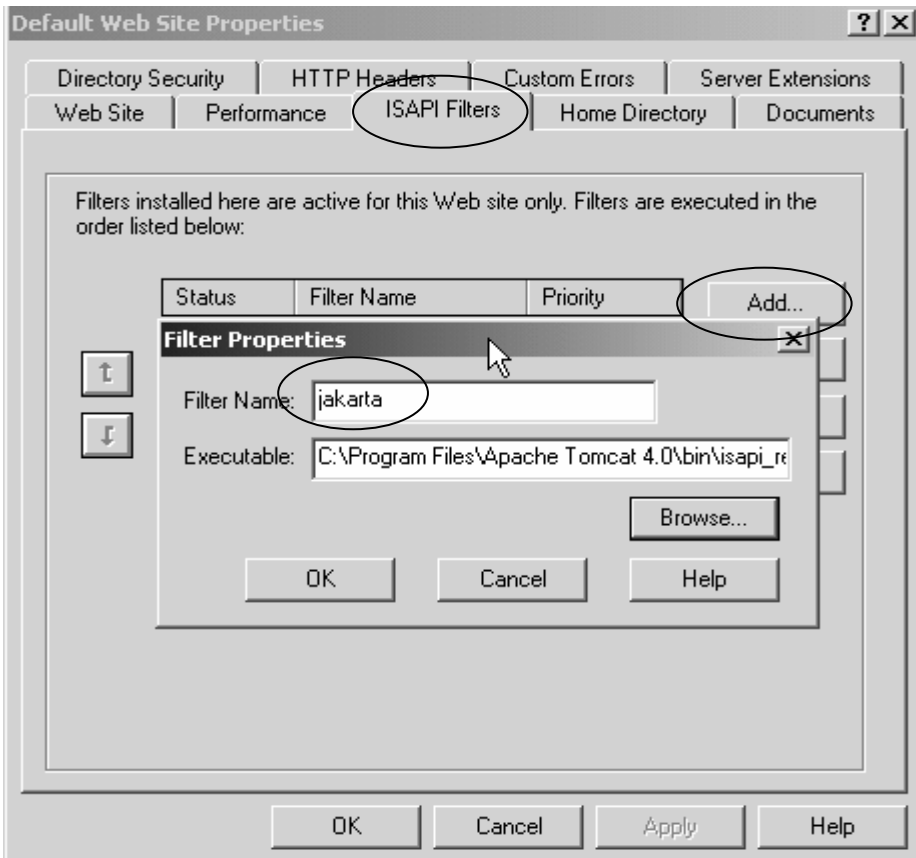 Default Web Site Properties
Directory Security HTTP Headers Custom Errors Server Extensions
Web Site Performance ISAPI Filters Home Directory Documents
Filters installed here are active for this Web site only. Filters are executed in the
order listed below:
Status Filter Name Priority Add...
Filter Properties
Filter Name: jakarta
Executable: C:\Program Files\Apache Tomcat 4.0\bin\isapi_re
Browse...
OK Cancel Help
OK Cancel Apply Help